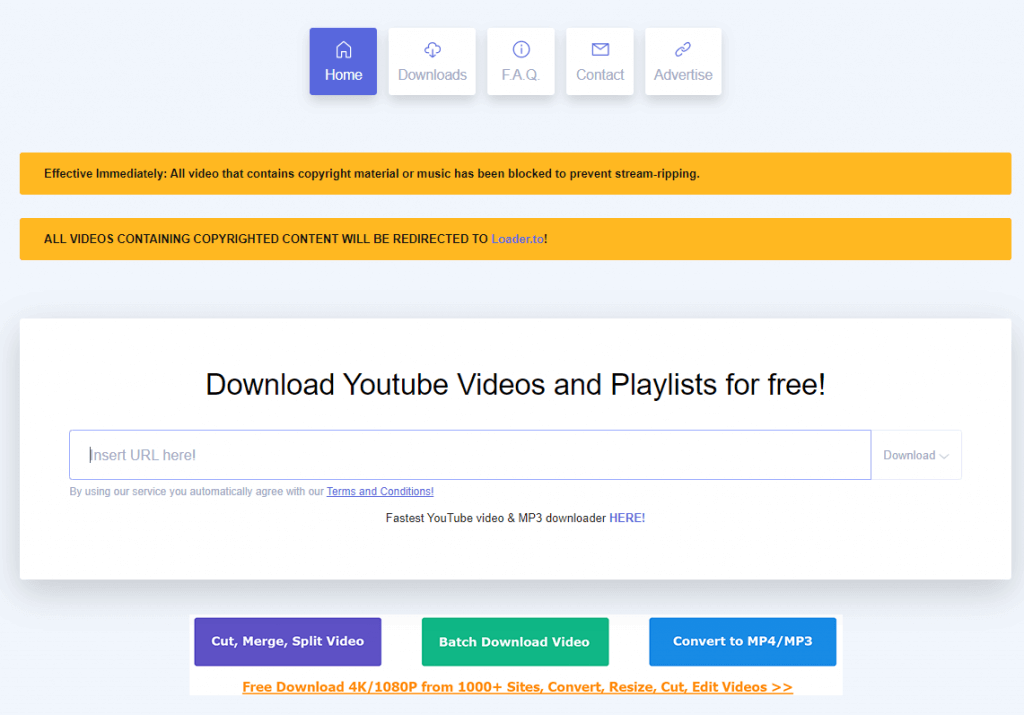 Home
Downloads
F.A.Q.
Contact
Advertise
Effective Immediately: All video that contains copyright material or music has been blocked to prevent stream-ripping.
ALL VIDEOS CONTAINING COPYRIGHTED CONTENT WILL BE REDIRECTED TO Loader.to!
Download Youtube Videos and Playlists for free!
Insert URL here!
Download
By using our service you automatically agree with our Terms and Conditions!
Fastest YouTube video & MP3 downloader HERE!
Cut, Merge, Split Video
Batch Download Video
Convert to MP4/MP3
Free Download 4K/1080P from 1000+ Sites, Convert, Resize, Cut, Edit Videos >>